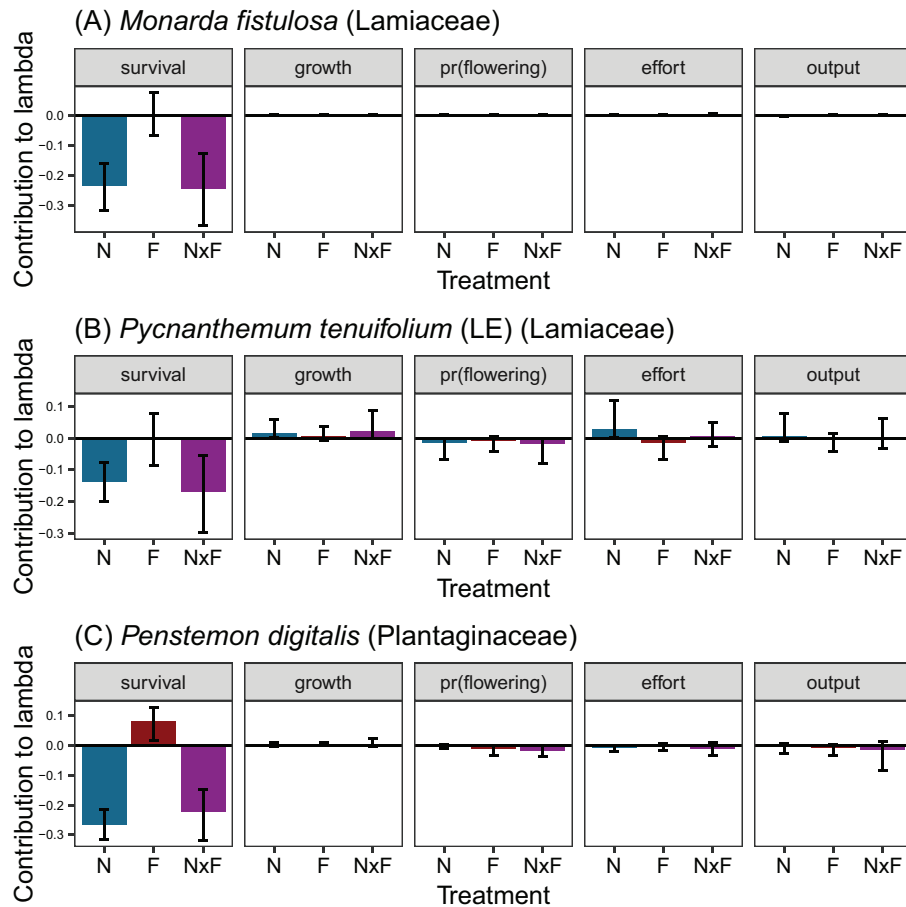 (A) Monarda fistulosa (Lamiaceae)
survival growth pr(flowering) effort output
Contribution to lambda
0.0
−0.1
−0.2
−0.3
N F NxF N F NxF N F NxF N F NxF N F NxF
Treatment
(B) Pycnanthemum tenuifolium (LE) (Lamiaceae)
survival growth pr(flowering) effort output
Contribution to lambda
0.1
0.0
−0.1
−0.2
−0.3
N F NxF N F NxF N F NxF N F NxF N F NxF
Treatment
(C) Penstemon digitalis (Plantaginaceae)
survival growth pr(flowering) effort output
Contribution to lambda
0.1
0.0
−0.1
−0.2
−0.3
N F NxF N F NxF N F NxF N F NxF N F NxF
Treatment